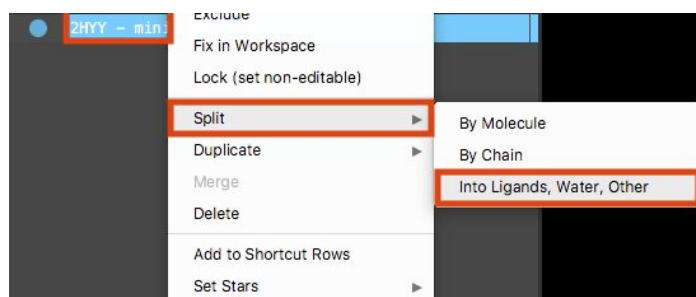 Exclude
2HYY - mini
Fix in Workspace
Lock (set non-editable)
Split
By Molecule
Duplicate
By Chain
Merge
Into Ligands, Water, Other
Delete
Add to Shortcut Rows
Set Stars